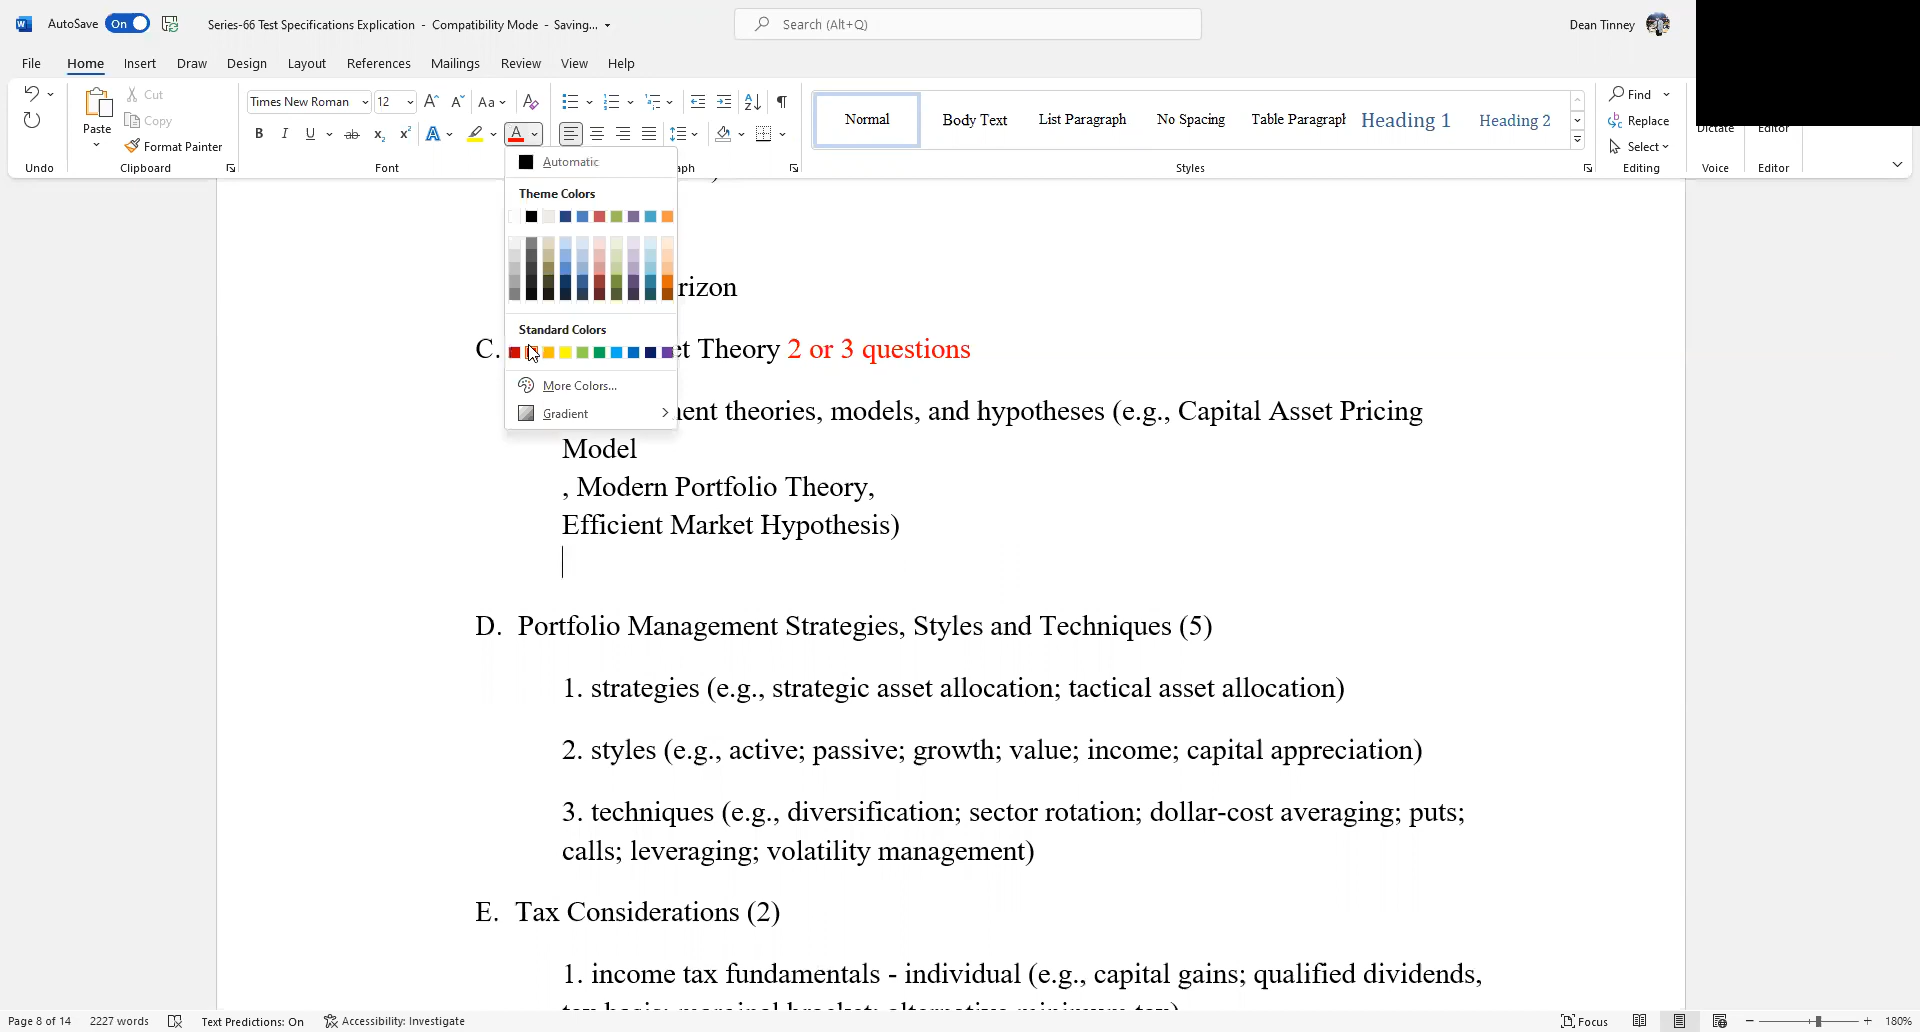 AutoSave On Series-66 Test Specifications Explication - Compatibility Mode - Saving... Search (Alt+Q) Dean Tinney
File Home Insert Draw Design Layout References Mailings Review View Help
Undo
Paste
Cut
Copy
Format Painter
Clipboard
Times New Roman 12
Font
Normal
Body Text
List Paragraph
No Spacing
Table Paragraph
Heading 1
Heading 2
Styles
Find
Replace
Select
Editing
Voice
Editor
Automatic
Theme Colors
Standard Colors
More Colors...
Gradient
C. Theory 2 or 3 questions
theories, models, and hypotheses (e.g., Capital Asset Pricing
Model
, Modern Portfolio Theory,
Efficient Market Hypothesis)
D. Portfolio Management Strategies, Styles and Techniques (5)
1. strategies (e.g., strategic asset allocation; tactical asset allocation)
2. styles (e.g., active; passive; growth; value; income; capital appreciation)
3. techniques (e.g., diversification; sector rotation; dollar-cost averaging; puts;
calls; leveraging; volatility management)
E. Tax Considerations (2)
1. income tax fundamentals - individual (e.g., capital gains; qualified dividends,
Page 8 of 14 2227 words Text Predictions: On Accessibility: Investigate Focus 180%